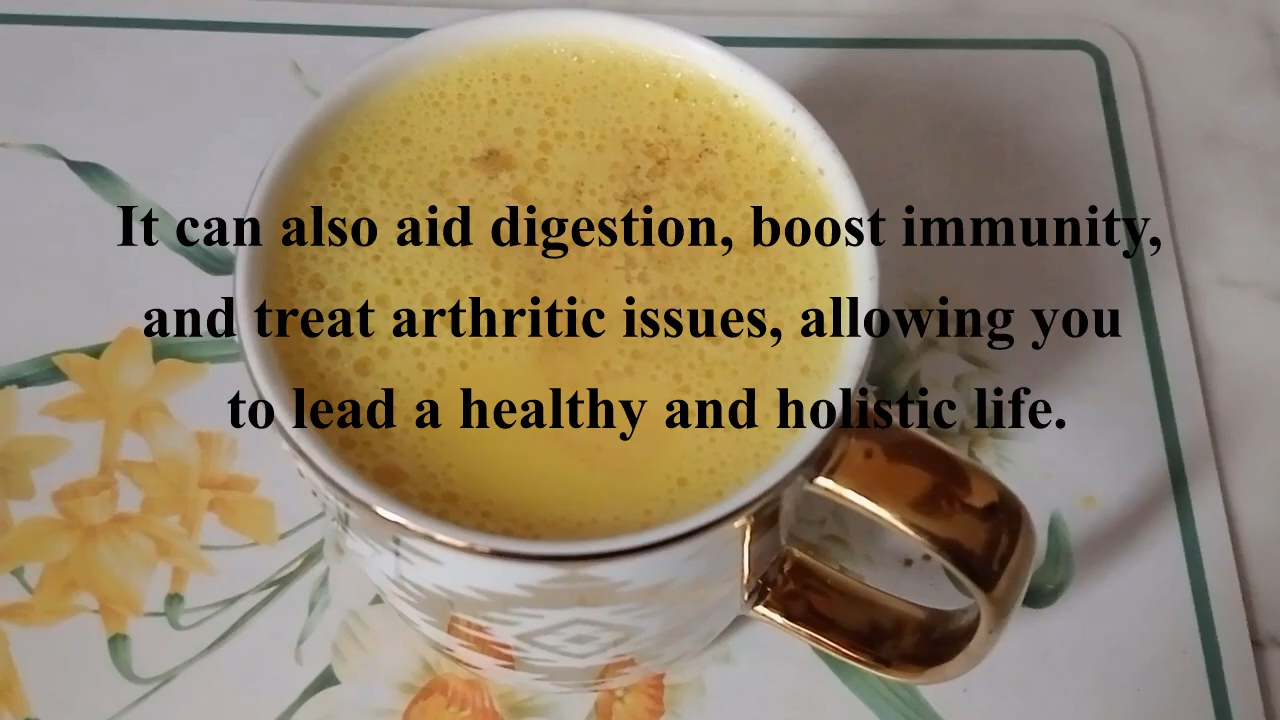 It can also aid digestion, boost immunity,
and treat arthritic issues, allowing you
to lead a healthy and holistic life.